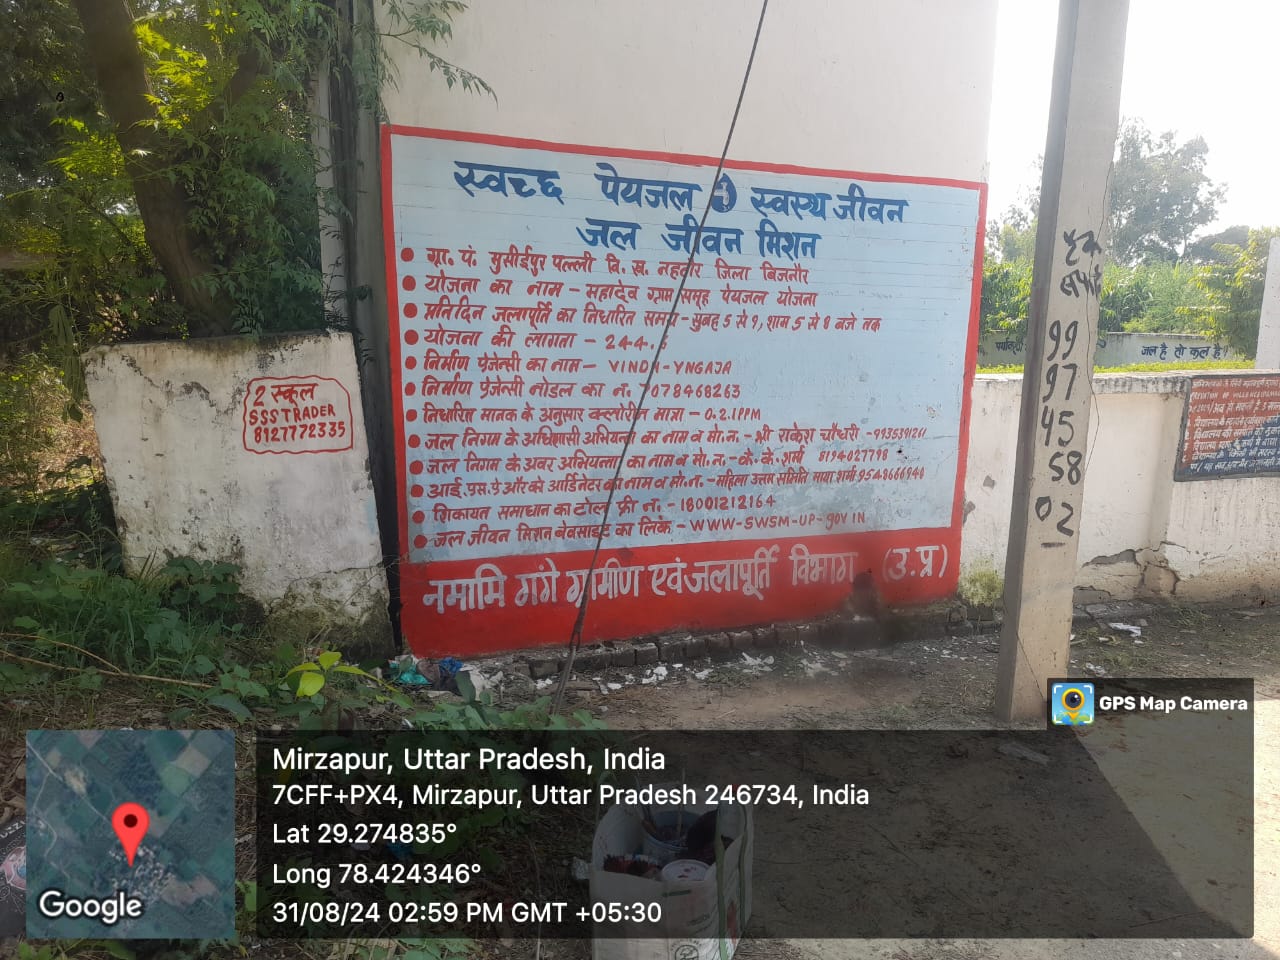 स्वच्छ पेयजल स्वस्थ जीवन
जल जीवन मिशन
ग्रा. पं. मुसीईपुर पल्ली वि. ख. नहटौर जिला बिजनौर
योजना का नाम - सहादेव ग्राम समूह पेयजल योजना
प्रतिदिन जलापूर्ति का निर्धारित समय - सुबह 5 से 9, शाम 5 से 8 बजे तक
योजना की लागत - 244.
निर्माण ऐजेन्सी का नाम - VINDH-YNGAJA
निर्माण ऐजेन्सी नोडल का नं. 7078468263
निर्धारित मानक के अनुसार क्लोरीन मात्रा - 0.2.1PPM
जल निगम के अधिशासी अभियन्ता का नाम व मो. न. - श्री राकेश चौधरी -
जल निगम के अवर अभियन्ता का नाम व मो. न. - के. के. शर्मा 8194027798
आई. एस. ए और को आर्डिनेटर का नाम व मो. न. - महिला उत्तम समिति माया शर्मा 9548666940
शिकायत समाधान का टोल फ्री नं. - 18001212164
जल जीवन मिशन बेवसाइट का लिंक - WWW-SWSM-UP-gov IN
नमामि गंगे ग्रामीण एवं जलापूर्ति विभाग (उ.प्र)
2 स्कूल
SSS TRADER
8127772335
99
97
45
58
02
जल है तो कल है
GPS Map Camera
Google
Mirzapur, Uttar Pradesh, India
7CFF+PX4, Mirzapur, Uttar Pradesh 246734, India
Lat 29.274835°
Long 78.424346°
31/08/24 02:59 PM GMT +05:30